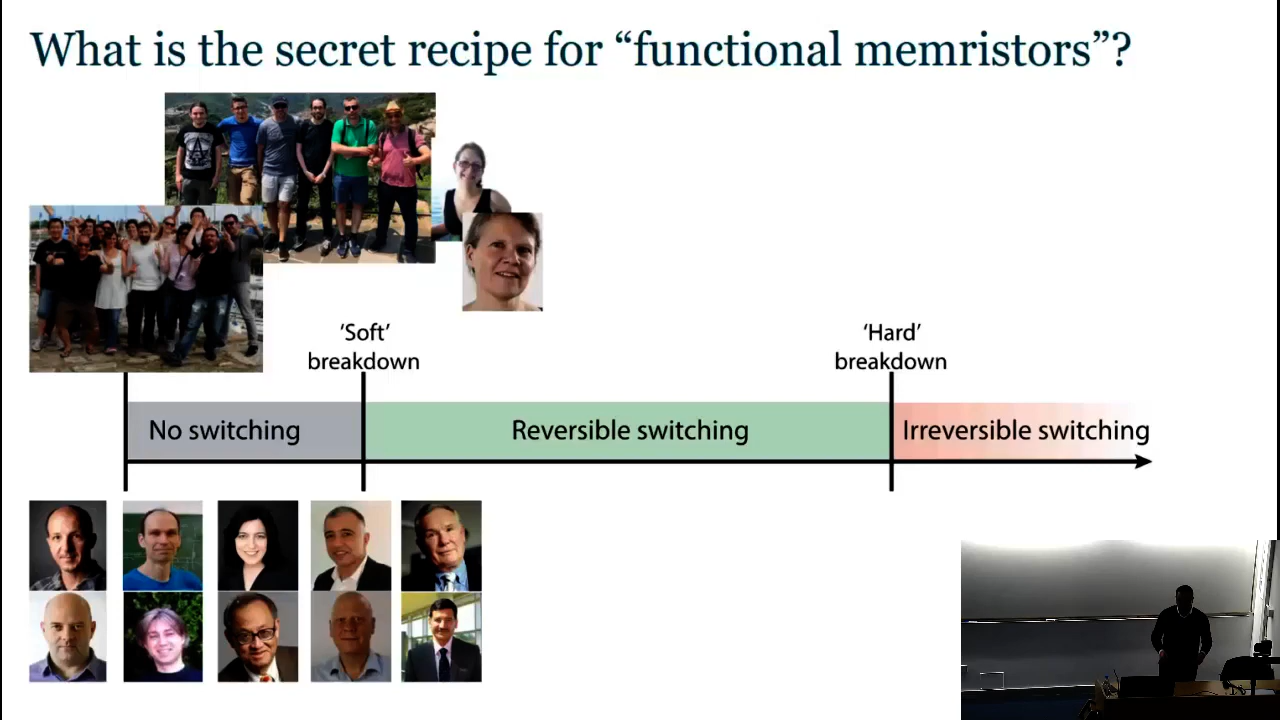 What is the secret recipe for “functional memristors”?
‘Soft’
breakdown
‘Hard’
breakdown
No switching
Reversible switching
Irreversible switching